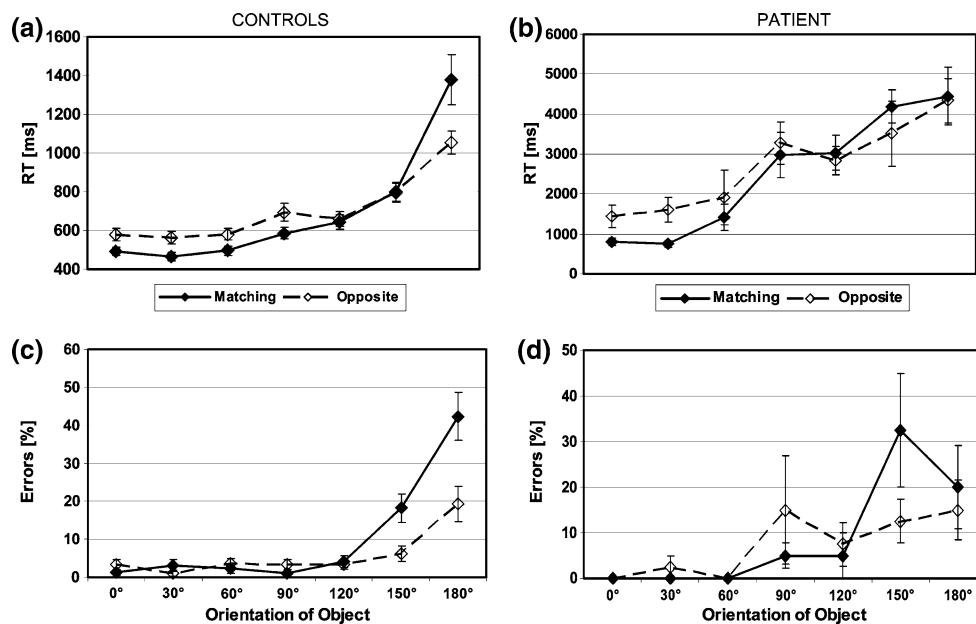 (a) CONTROLS
1600
1400
1200
1000
800
600
400
RT [ms]
Matching Opposite
(b) PATIENT
6000
5000
4000
3000
2000
1000
0
RT [ms]
Matching Opposite
(c)
60
50
40
30
20
10
0
Errors [%]
0° 30° 60° 90° 120° 150° 180°
Orientation of Object
(d)
50
40
30
20
10
0
Errors [%]
0° 30° 60° 90° 120° 150° 180°
Orientation of Object